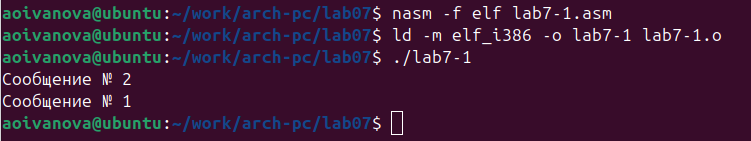 aoivanova@ubuntu:~/work/arch-pc/lab07$ nasm -f elf lab7-1.asm
aoivanova@ubuntu:~/work/arch-pc/lab07$ ld -m elf_i386 -o lab7-1 lab7-1.o
aoivanova@ubuntu:~/work/arch-pc/lab07$ ./lab7-1
Сообщение № 2
Сообщение № 1
aoivanova@ubuntu:~/work/arch-pc/lab07$